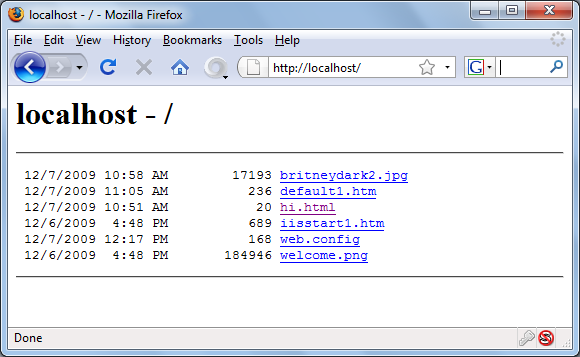 localhost - / - Mozilla Firefox
File Edit View History Bookmarks Tools Help
http://localhost/ G
localhost - /
12/7/2009 10:58 AM 17193 britneydark2.jpg
12/7/2009 11:05 AM 236 default1.htm
12/7/2009 10:51 AM 20 hi.html
12/6/2009 4:48 PM 689 iisstart1.htm
12/7/2009 12:17 PM 168 web.config
12/6/2009 4:48 PM 184946 welcome.png
Done